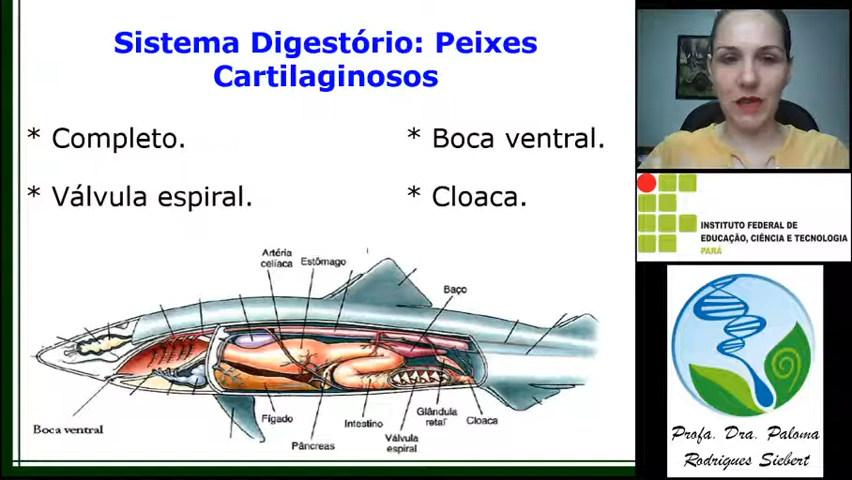 Sistema Digestório: Peixes
Cartilaginosos
* Completo.
* Boca ventral.
* Válvula espiral.
* Cloaca.
Artéria
celíaca
Estômago
Baço
Boca ventral
Fígado
Pâncreas
Intestino
Válvula
espiral
Glândula
retal
Cloaca
INSTITUTO FEDERAL DE
EDUCAÇÃO, CIÊNCIA E TECNOLOGIA
PARÁ
Profa. Dra. Paloma
Rodrigues Siebert